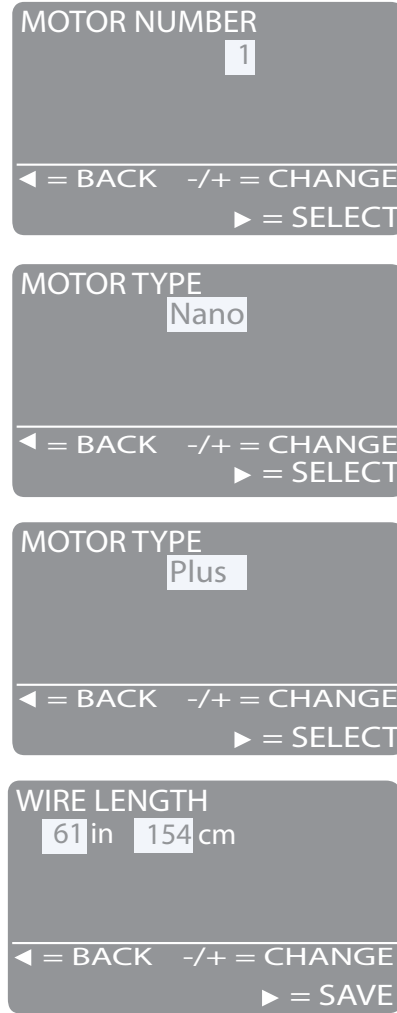 MOTOR NUMBER
1
◄ = BACK -/+ = CHANGE
► = SELECT
MOTOR TYPE
Nano
◄ = BACK -/+ = CHANGE
► = SELECT
MOTOR TYPE
Plus
◄ = BACK -/+ = CHANGE
► = SELECT
WIRE LENGTH
61 in 154 cm
◄ = BACK -/+ = CHANGE
► = SAVE